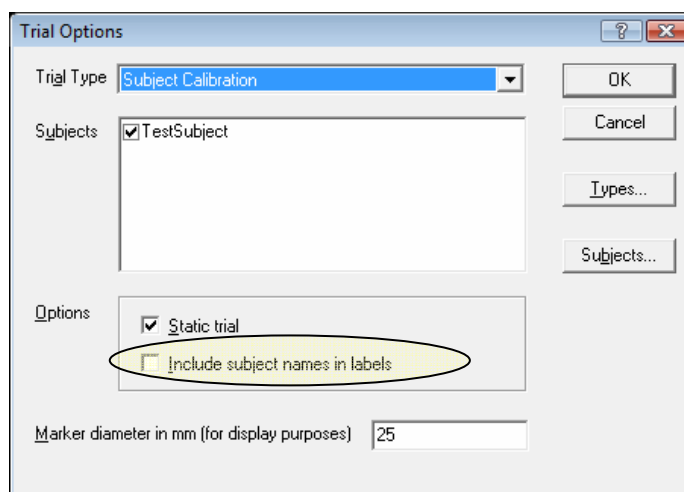 Trial Options
Trial Type Subject Calibration OK
Subjects TestSubject Cancel
Types...
Subjects...
Options Static trial
Include subject names in labels
Marker diameter in mm (for display purposes) 25